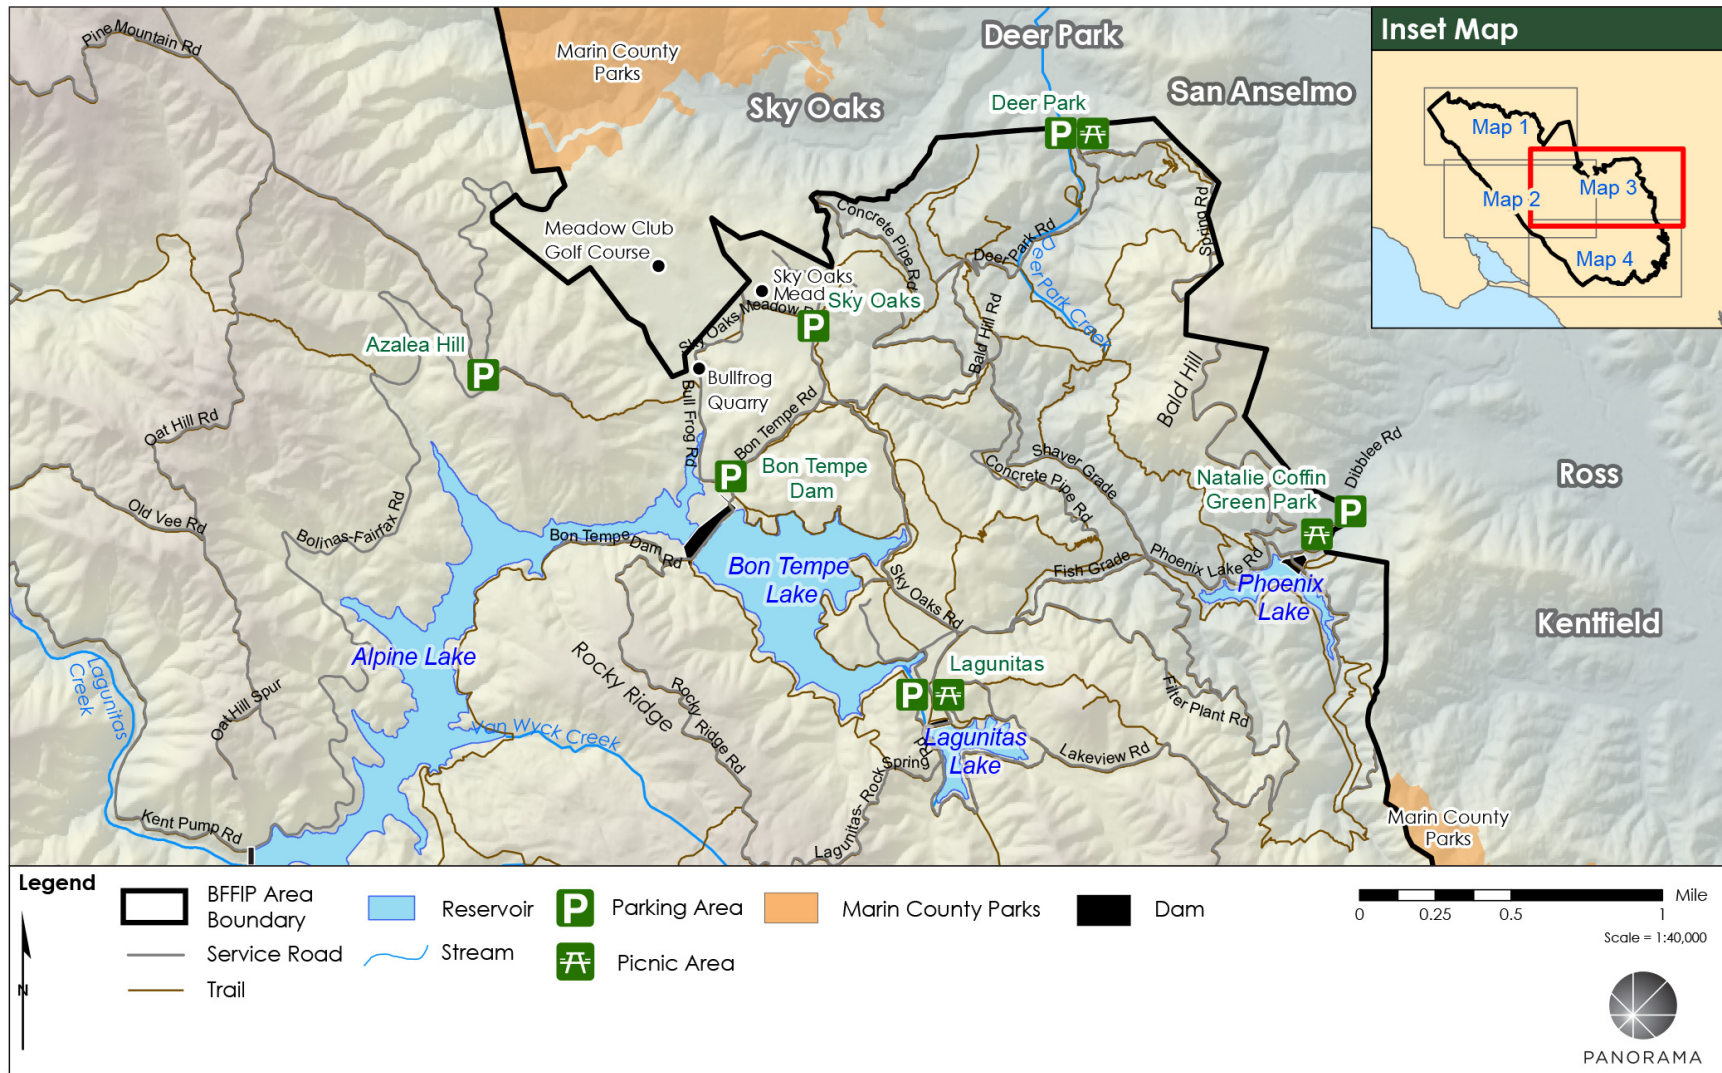 Pine Mountain Rd
Marin County
Parks
Deer Park
Sky Oaks
San Anselmo
Deer Park
Inset Map
Map 1
Map 2
Map 3
Map 4
Meadow Club
Golf Course
Concrete Pipe Rd
Deer Park Rd
Deer Park Creek
Spur Rd
Sky Oaks
Sky Oaks
Sky Oaks Meadow
Azalea Hill
Bald Hill Rd
Bald Hill
Bullfrog
Quarry
Bull Frog Rd
Bon Tempe Rd
Oat Hill Rd
Shaver Grade
Concrete Pipe Rd
Dibblee Rd
Ross
Bon Tempe
Dam
Natalie Coffin
Green Park
Old Vee Rd
Bolinas-Fairfax Rd
Bon Tempe Dam Rd
Bon Tempe
Lake
Sky Oaks Rd
Fish Grade
Phoenix Lake Rd
Phoenix
Lake
Kentfield
Alpine Lake
Lagunitas
Creek
Rocky Ridge
Rocky Ridge Rd
Lagunitas
Oat Hill Spur
Van Wyck Creek
Filter Plant Rd
Lagunitas
Lake
Lakeview Rd
Lagunitas-Rock Spring Rd
Kent Pump Rd
Marin County
Parks
Legend
BFFIP Area
Boundary
Service Road
Trail
Reservoir
Stream
P Parking Area
Picnic Area
Marin County Parks
Dam
Mile
0 0.25 0.5 1
Scale = 1:40,000
N
PANORAMA